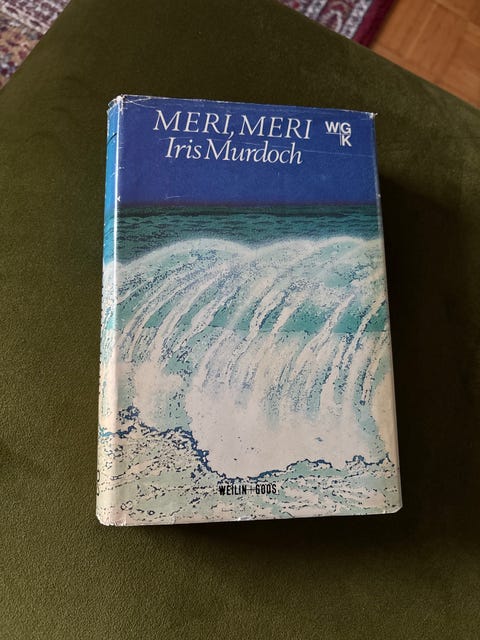 MERI, MERI
Iris Murdoch
WG
K
WEILIN+GÖÖS